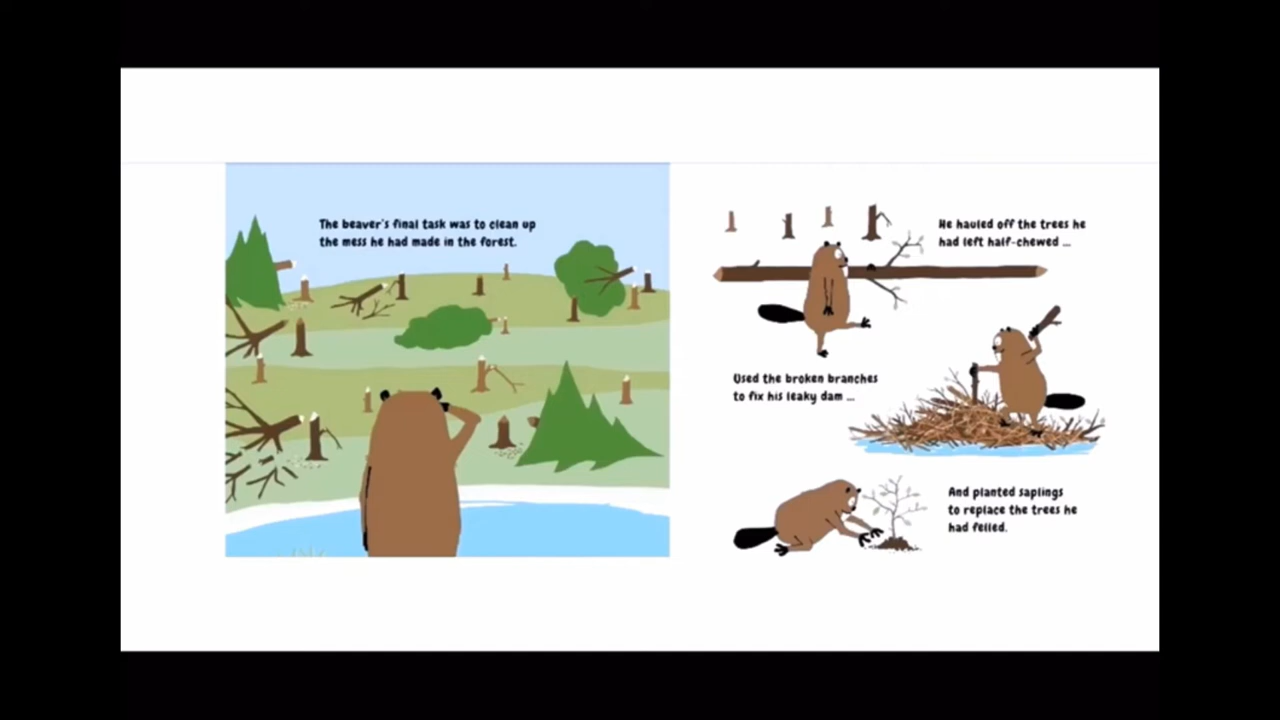 The beaver's final task was to clean up
the mess he had made in the forest.
He hauled off the trees he
had left half-chewed ...
Used the broken branches
to fix his leaky dam ...
And planted saplings
to replace the trees he
had felled.